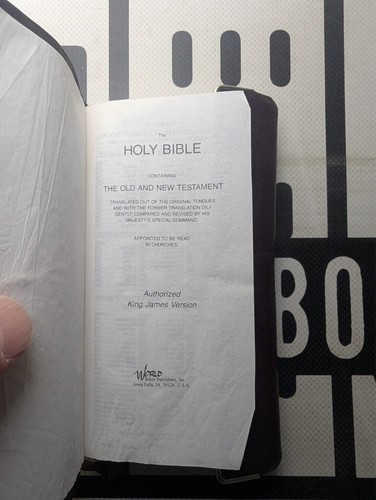 The
HOLY BIBLE
CONTAINING
THE OLD AND NEW TESTAMENT
TRANSLATED OUT OF THE ORIGINAL TONGUES
AND WITH THE FORMER TRANSLATION DILI-
GENTLY COMPARED AND REVISED BY HIS
MAJESTY'S SPECIAL COMMAND
APPOINTED TO BE READ
IN CHURCHES
Authorized
King James Version
World
Bible Publishers, Inc.
Iowa Falls, IA. 50126 U.S.A.
BO